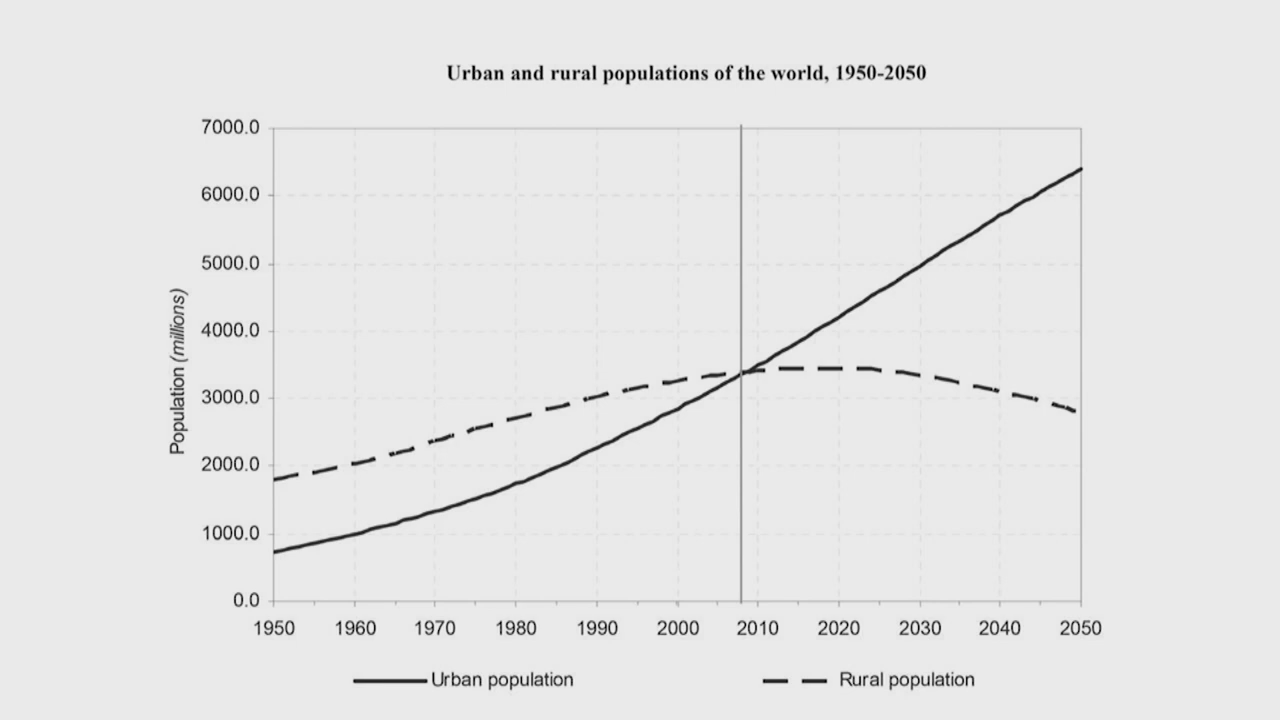 Urban and rural populations of the world, 1950-2050
7000.0
6000.0
5000.0
4000.0
3000.0
2000.0
1000.0
0.0
Population (millions)
1950 1960 1970 1980 1990 2000 2010 2020 2030 2040 2050
Urban population Rural population